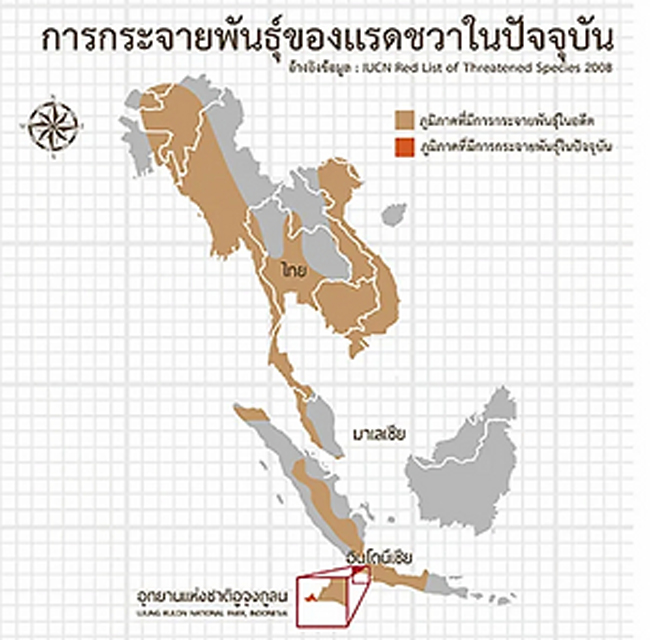 การกระจายพันธุ์ของแรดชวาในปัจจุบัน
อ้างอิงข้อมูล : IUCN Red List of Threatened Species 2008
ภูมิภาคที่มีการกระจายพันธุ์ในอดีต
ภูมิภาคที่มีการกระจายพันธุ์ในปัจจุบัน
ไทย
มาเลเซีย
อินโดนีเซีย
อุทยานแห่งชาติอูจุงกูลน
UJUNG KULON NATIONAL PARK, INDONESIA